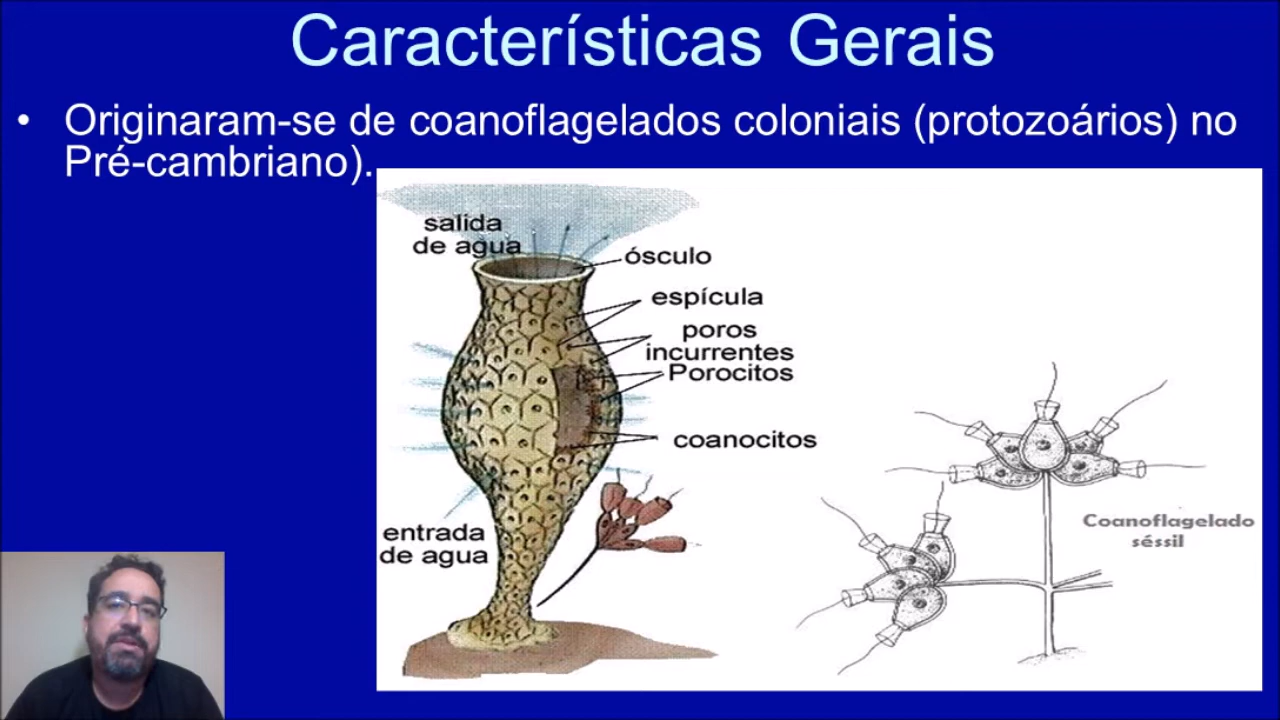 Características Gerais
• Originaram-se de coanoflagelados coloniais (protozoários) no
Pré-cambriano).
salida
de agua
ósculo
espícula
poros
incurrentes
Porocitos
coanocitos
entrada
de agua
Coanoflagelado
séssil